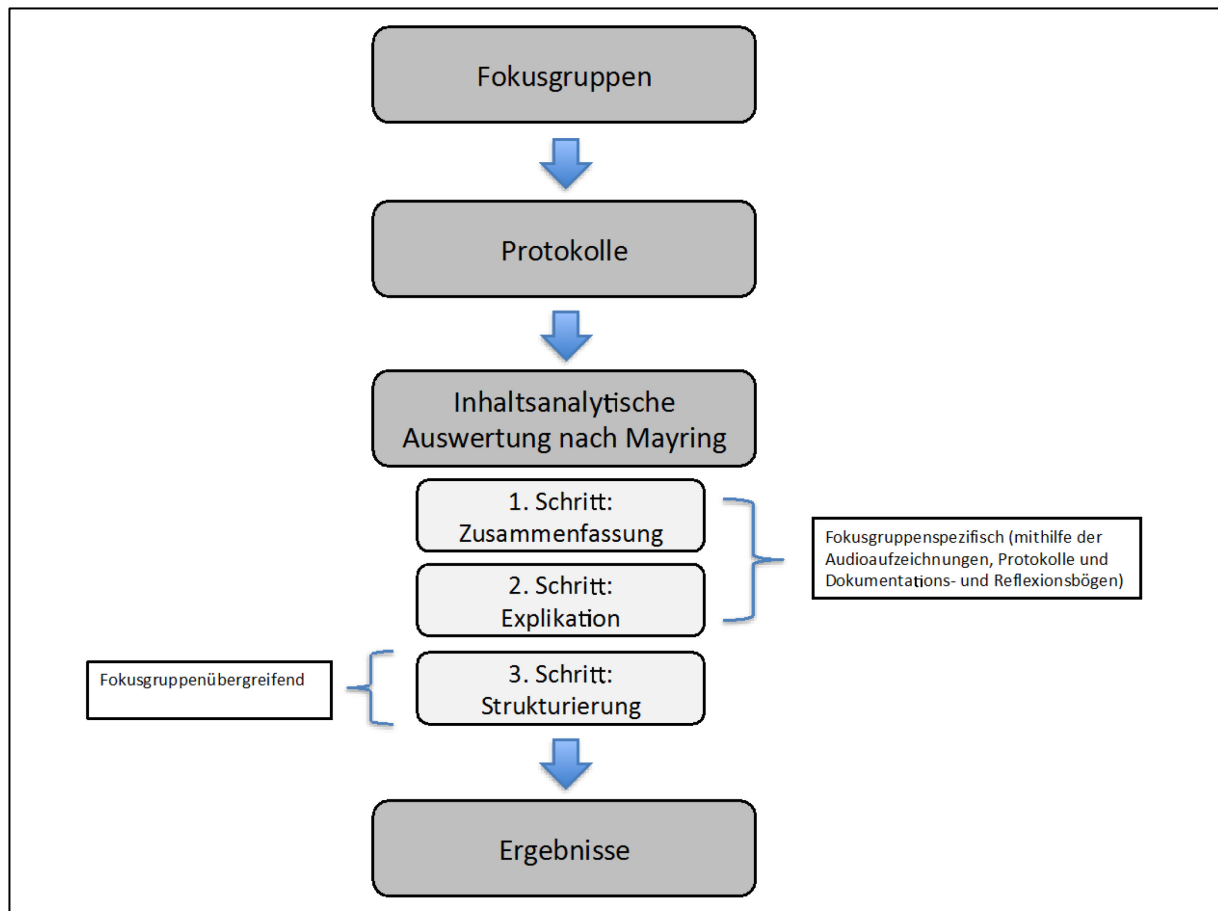 Fokusgruppen
Protokolle
Inhaltsanalytische
Auswertung nach Mayring
1. Schritt:
Zusammenfassung
2. Schritt:
Explikation
Fokusgruppenspezifisch (mithilfe der
Audioaufzeichnungen, Protokolle und
Dokumentations- und Reflexionsbögen)
3. Schritt:
Strukturierung
Fokusgruppenübergreifend
Ergebnisse